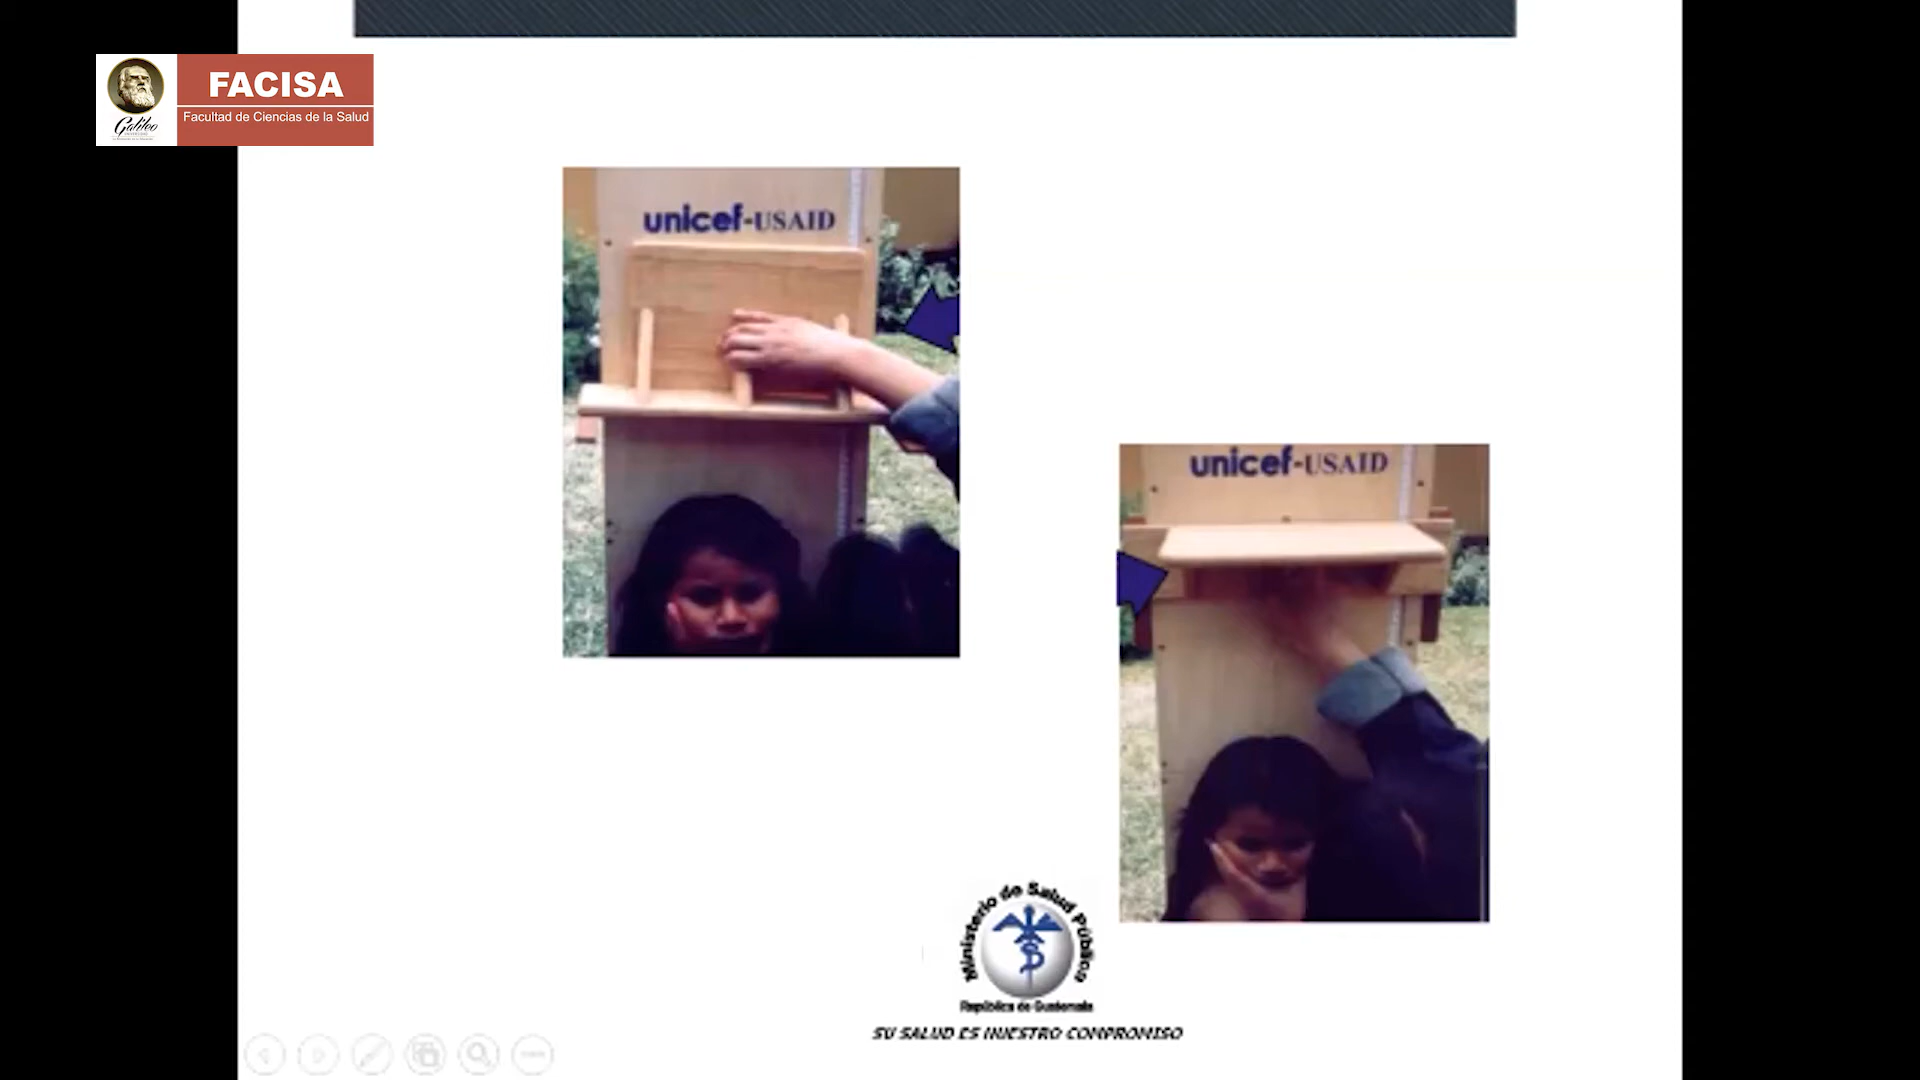 FACISA
Facultad de Ciencias de la Salud
Galileo
unicef-USAID
unicef-USAID
Ministerio de Salud Pública
República de Guatemala
SU SALUD ES NUESTRO COMPROMISO